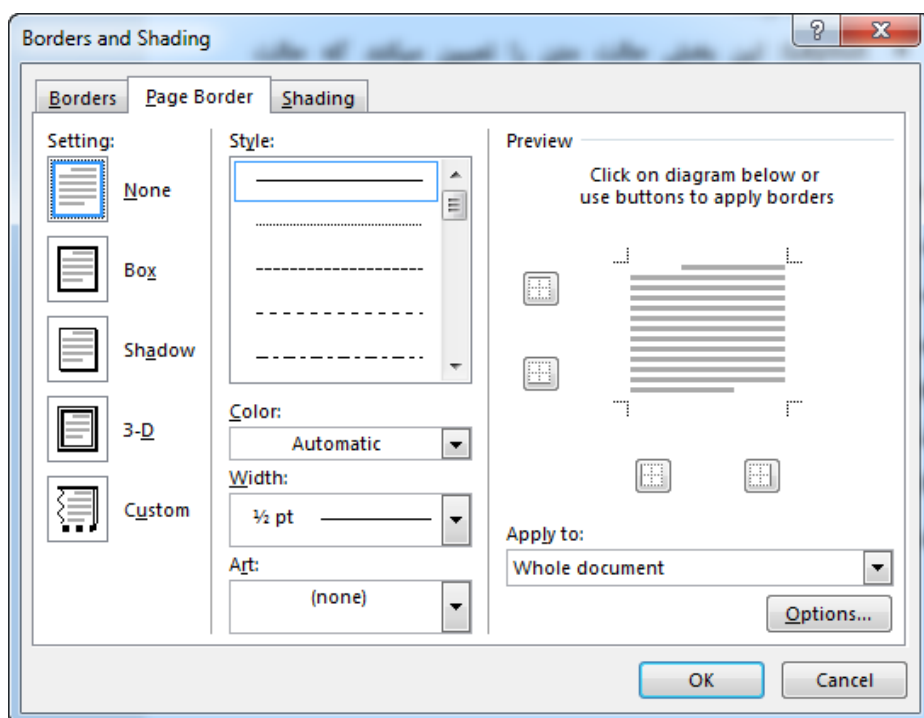 Borders and Shading
Borders
Page Border
Shading
Setting:
None
Box
Shadow
3-D
Custom
Style:
Color:
Automatic
Width:
½ pt
Art:
(none)
Preview
Click on diagram below or
use buttons to apply borders
Apply to:
Whole document
Options...
OK
Cancel